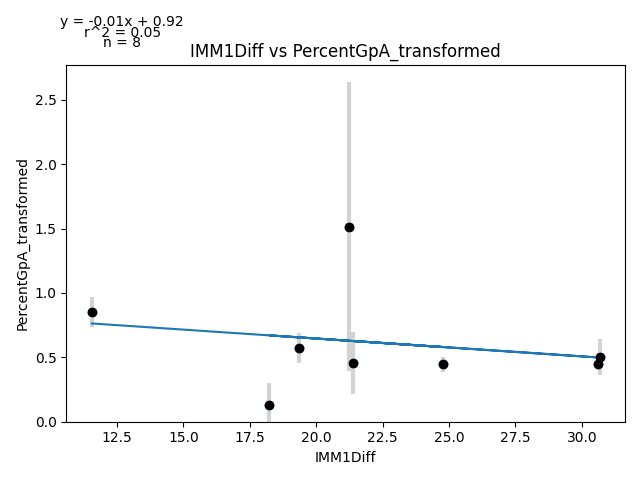 y = -0.01x + 0.92
r^2 = 0.05
n = 8
IMM1Diff vs PercentGpA_transformed
PercentGpA_transformed
2.5
2.0
1.5
1.0
0.5
0.0
12.5 15.0 17.5 20.0 22.5 25.0 27.5 30.0
IMM1Diff